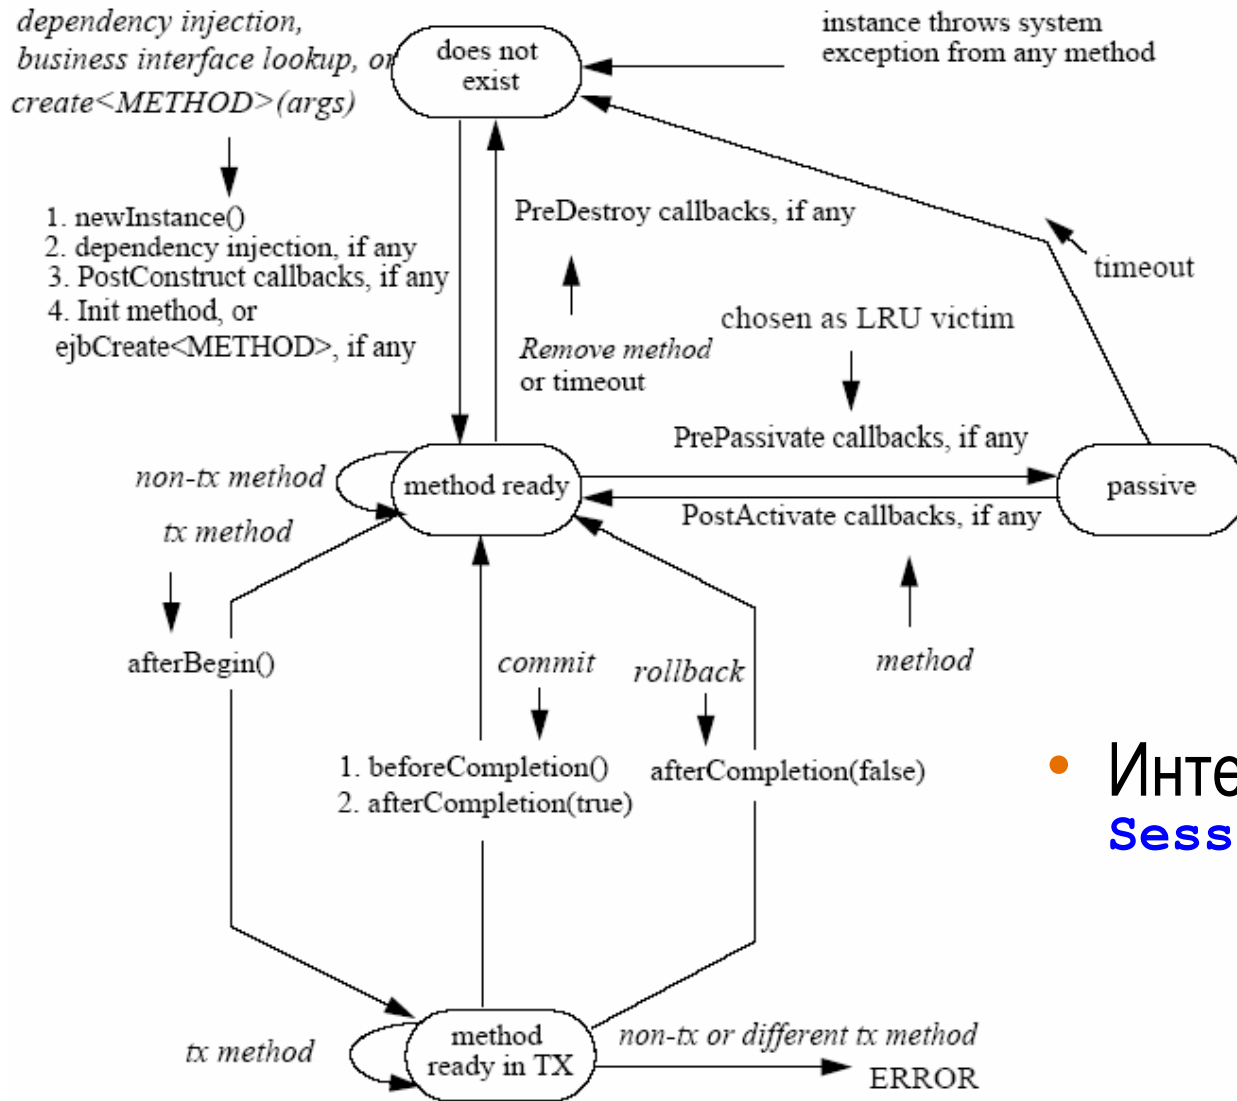 dependency injection,
business interface lookup, or
create<METHOD>(args)
does not
exist
instance throws system
exception from any method
1. newInstance()
2. dependency injection, if any
3. PostConstruct callbacks, if any
4. Init method, or
ejbCreate<METHOD>, if any
PreDestroy callbacks, if any
Remove method
or timeout
timeout
chosen as LRU victim
PrePassivate callbacks, if any
non-tx method
method ready
passive
PostActivate callbacks, if any
tx method
afterBegin()
commit
rollback
method
1. beforeCompletion()
2. afterCompletion(true)
afterCompletion(false)
• Инте
Sess
tx method
method
ready in TX
non-tx or different tx method
ERROR